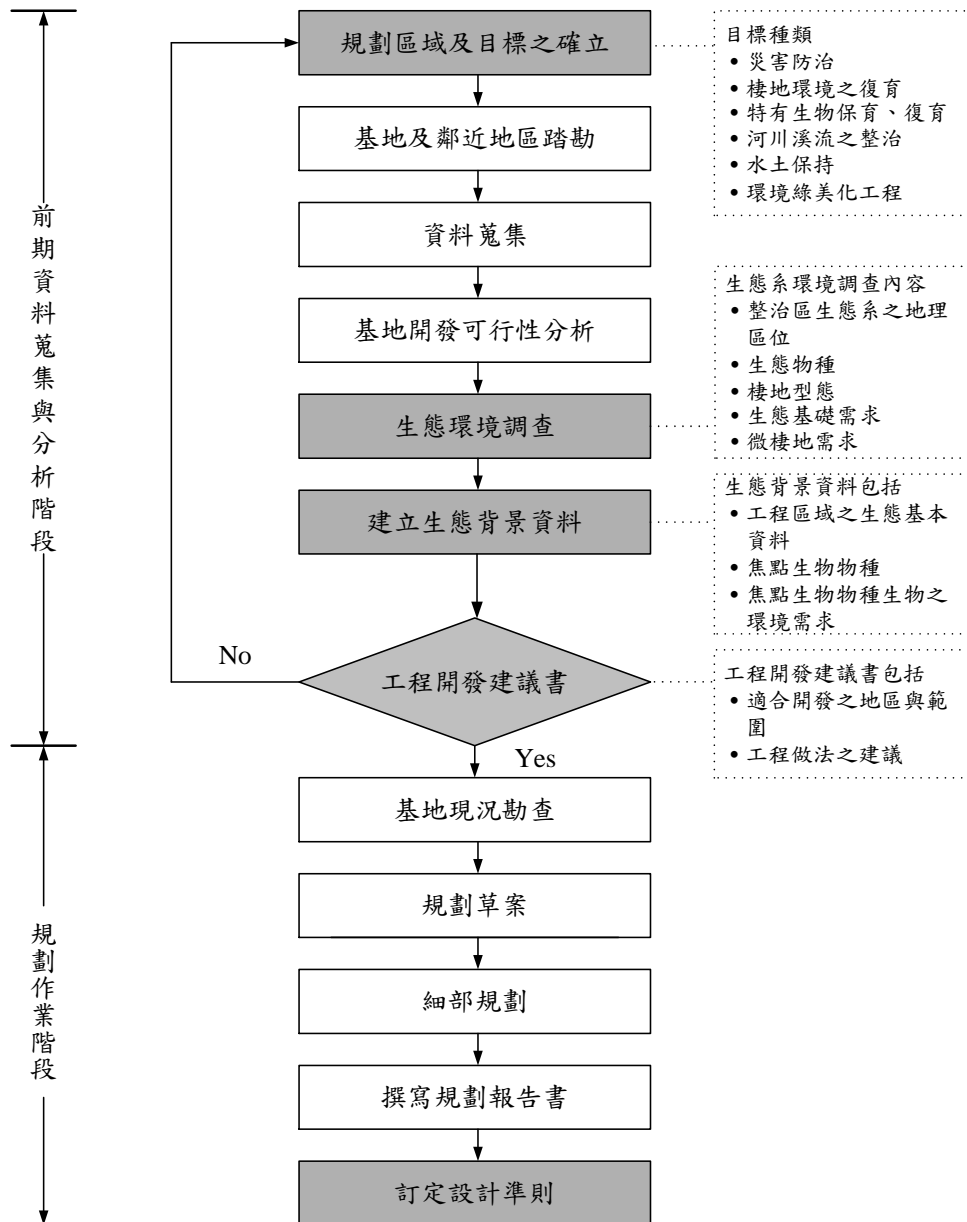 規劃區域及目標之確立
目標種類
• 災害防治
• 棲地環境之復育
• 特有生物保育、復育
• 河川溪流之整治
• 水土保持
• 環境綠美化工程
基地及鄰近地區踏勘
資料蒐集
前期資料蒐集與分析階段
基地開發可行性分析
生態系環境調查內容
• 整治區生態系之地理
區位
• 生態物種
• 棲地型態
• 生態基礎需求
• 微棲地需求
生態環境調查
建立生態背景資料
生態背景資料包括
• 工程區域之生態基本
資料
• 焦點生物物種
• 焦點生物物種生物之
環境需求
No
工程開發建議書
工程開發建議書包括
• 適合開發之地區與範
圍
• 工程做法之建議
Yes
基地現況勘查
規劃草案
規劃作業階段
細部規劃
撰寫規劃報告書
訂定設計準則